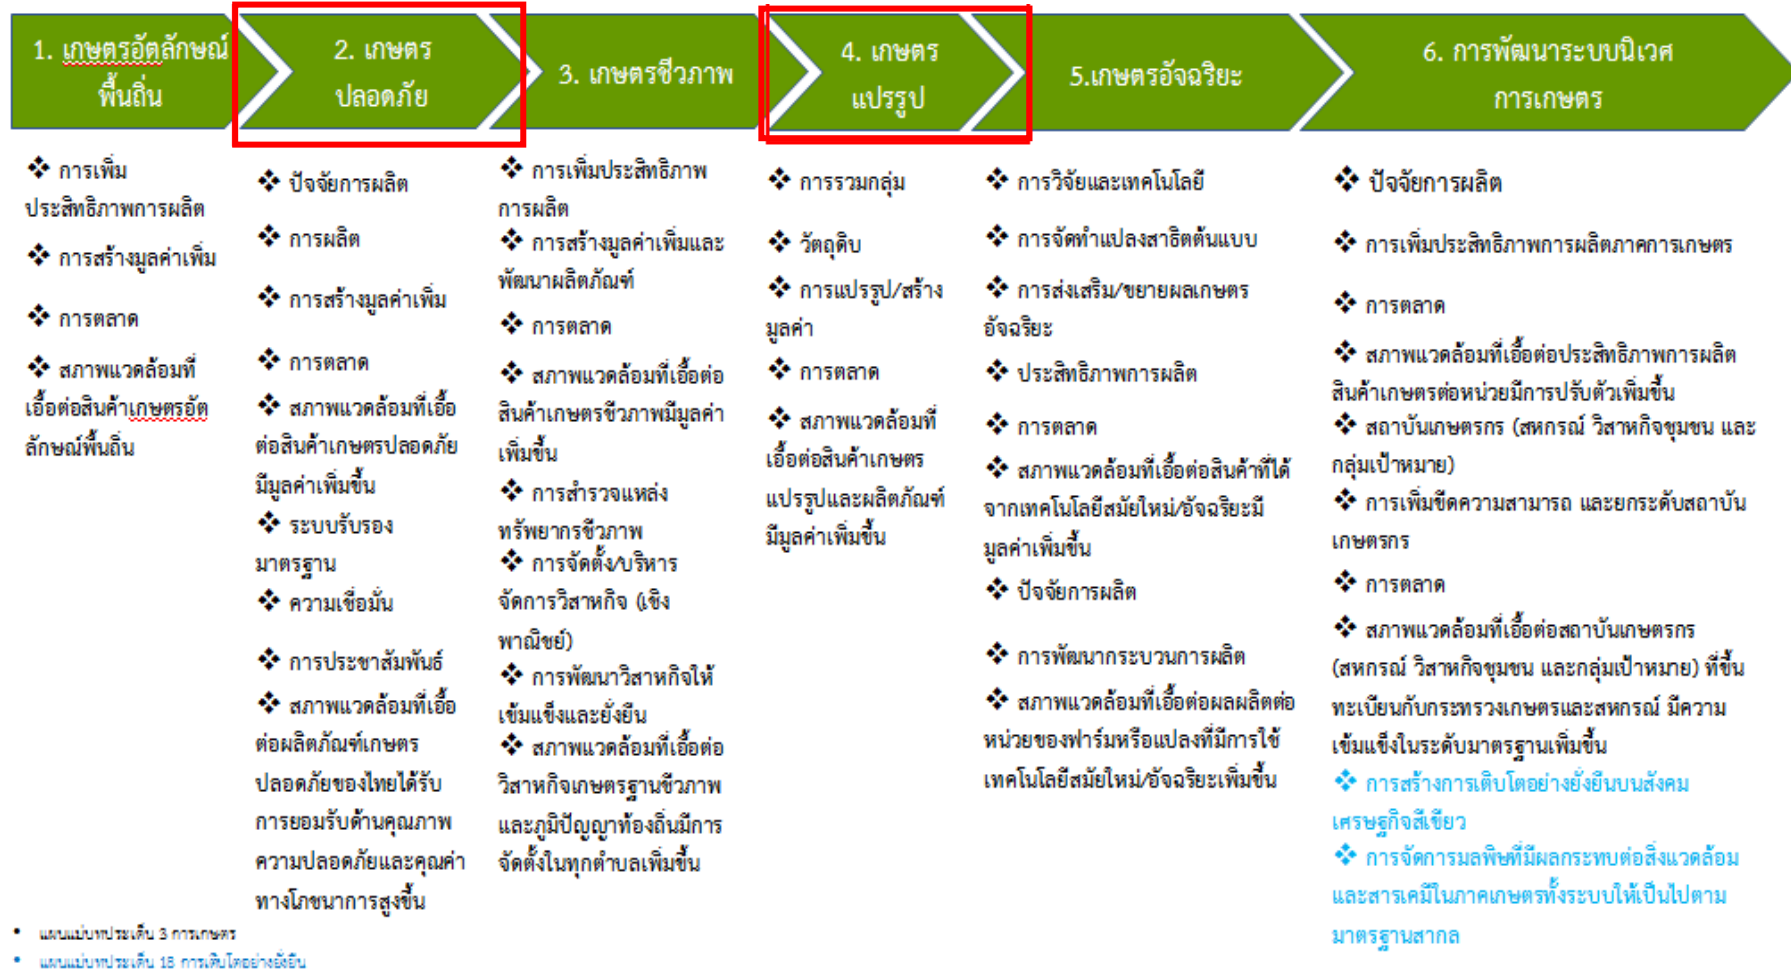 1. เกษตรอัตลักษณ์
พื้นถิ่น
2. เกษตร
ปลอดภัย
3. เกษตรชีวภาพ
4. เกษตร
แปรรูป
5.เกษตรอัจฉริยะ
6. การพัฒนาระบบนิเวศ
การเกษตร
❖ การเพิ่ม
ประสิทธิภาพการผลิต
❖ การสร้างมูลค่าเพิ่ม
❖ การตลาด
❖ สภาพแวดล้อมที่
เอื้อต่อสินค้าเกษตรอัต
ลักษณ์พื้นถิ่น
❖ ปัจจัยการผลิต
❖ การผลิต
❖ การสร้างมูลค่าเพิ่ม
❖ การตลาด
❖ สภาพแวดล้อมที่เอื้อ
ต่อสินค้าเกษตรปลอดภัย
มีมูลค่าเพิ่มขึ้น
❖ ระบบรับรอง
มาตรฐาน
❖ ความเชื่อมั่น
❖ การประชาสัมพันธ์
❖ สภาพแวดล้อมที่เอื้อ
ต่อผลิตภัณฑ์เกษตร
ปลอดภัยของไทยได้รับ
การยอมรับด้านคุณภาพ
ความปลอดภัยและคุณค่า
ทางโภชนาการสูงขึ้น
❖ การเพิ่มประสิทธิภาพ
การผลิต
❖ การสร้างมูลค่าเพิ่มและ
พัฒนาผลิตภัณฑ์
❖ การตลาด
❖ สภาพแวดล้อมที่เอื้อต่อ
สินค้าเกษตรชีวภาพมีมูลค่า
เพิ่มขึ้น
❖ การสำรวจแหล่ง
ทรัพยากรชีวภาพ
❖ การจัดตั้ง/บริหาร
จัดการวิสาหกิจ (เชิง
พาณิชย์)
❖ การพัฒนาวิสาหกิจให้
เข้มแข็งและยั่งยืน
❖ สภาพแวดล้อมที่เอื้อต่อ
วิสาหกิจเกษตรฐานชีวภาพ
และภูมิปัญญาท้องถิ่นมีการ
จัดตั้งในทุกตำบลเพิ่มขึ้น
❖ การรวมกลุ่ม
❖ วัตถุดิบ
❖ การแปรรูป/สร้าง
มูลค่า
❖ การตลาด
❖ สภาพแวดล้อมที่
เอื้อต่อสินค้าเกษตร
แปรรูปและผลิตภัณฑ์
มีมูลค่าเพิ่มขึ้น
❖ การวิจัยและเทคโนโลยี
❖ การจัดทำแปลงสาธิตต้นแบบ
❖ การส่งเสริม/ขยายผลเกษตร
อัจฉริยะ
❖ ประสิทธิภาพการผลิต
❖ การตลาด
❖ สภาพแวดล้อมที่เอื้อต่อสินค้าที่ได้
จากเทคโนโลยีสมัยใหม่/อัจฉริยะมี
มูลค่าเพิ่มขึ้น
❖ ปัจจัยการผลิต
❖ การพัฒนากระบวนการผลิต
❖ สภาพแวดล้อมที่เอื้อต่อผลผลิตต่อ
หน่วยของฟาร์มหรือแปลงที่มีการใช้
เทคโนโลยีสมัยใหม่/อัจฉริยะเพิ่มขึ้น
❖ ปัจจัยการผลิต
❖ การเพิ่มประสิทธิภาพการผลิตภาคการเกษตร
❖ การตลาด
❖ สภาพแวดล้อมที่เอื้อต่อประสิทธิภาพการผลิต
สินค้าเกษตรต่อหน่วยมีการปรับตัวเพิ่มขึ้น
❖ สถาบันเกษตรกร (สหกรณ์ วิสาหกิจชุมชน และ
กลุ่มเป้าหมาย)
❖ การเพิ่มขีดความสามารถ และยกระดับสถาบัน
เกษตรกร
❖ การตลาด
❖ สภาพแวดล้อมที่เอื้อต่อสถาบันเกษตรกร
(สหกรณ์ วิสาหกิจชุมชน และกลุ่มเป้าหมาย) ที่ขึ้น
ทะเบียนกับกระทรวงเกษตรและสหกรณ์ มีความ
เข้มแข็งในระดับมาตรฐานเพิ่มขึ้น
❖ การสร้างการเติบโตอย่างยั่งยืนบนสังคม
เศรษฐกิจสีเขียว
❖ การจัดการมลพิษที่มีผลกระทบต่อสิ่งแวดล้อม
และสารเคมีในภาคเกษตรทั้งระบบให้เป็นไปตาม
มาตรฐานสากล
• แผนแม่บทประเด็น 3 การเกษตร
• แผนแม่บทประเด็น 18 การเติบโตอย่างยั่งยืน